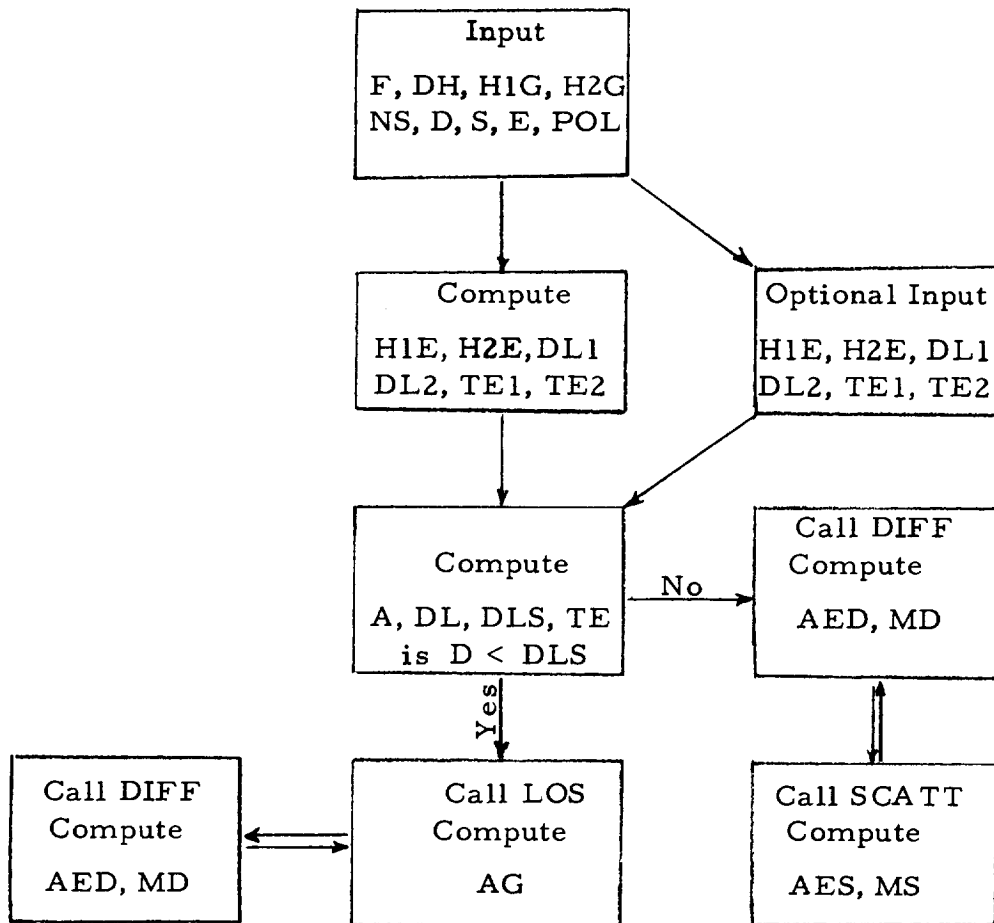 Input
F, DH, H1G, H2G
NS, D, S, E, POL
Compute
H1E, H2E, DL1
DL2, TE1, TE2
Optional Input
H1E, H2E, DL1
DL2, TE1, TE2
Compute
A, DL, DLS, TE
is D < DLS
No
Call DIFF
Compute
AED, MD
Yes
Call DIFF
Compute
AED, MD
Call LOS
Compute
AG
Call SCATT
Compute
AES, MS